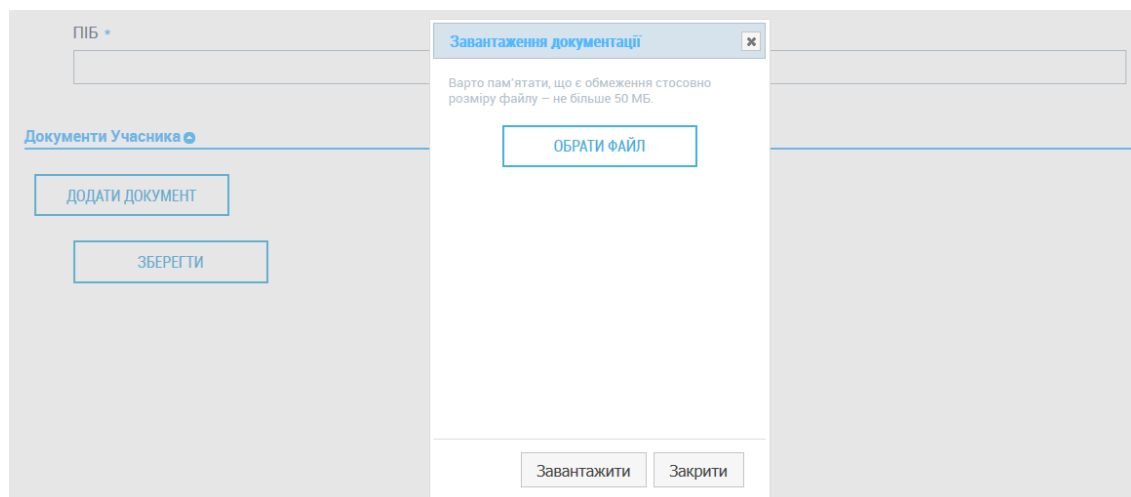 ПІБ *
Документи Учасника
ДОДАТИ ДОКУМЕНТ
ЗБЕРЕГТИ
Завантаження документації
Варто пам'ятати, що є обмеження стосовно
розміру файлу – не більше 50 МБ.
ОБРАТИ ФАЙЛ
Завантажити
Закрити